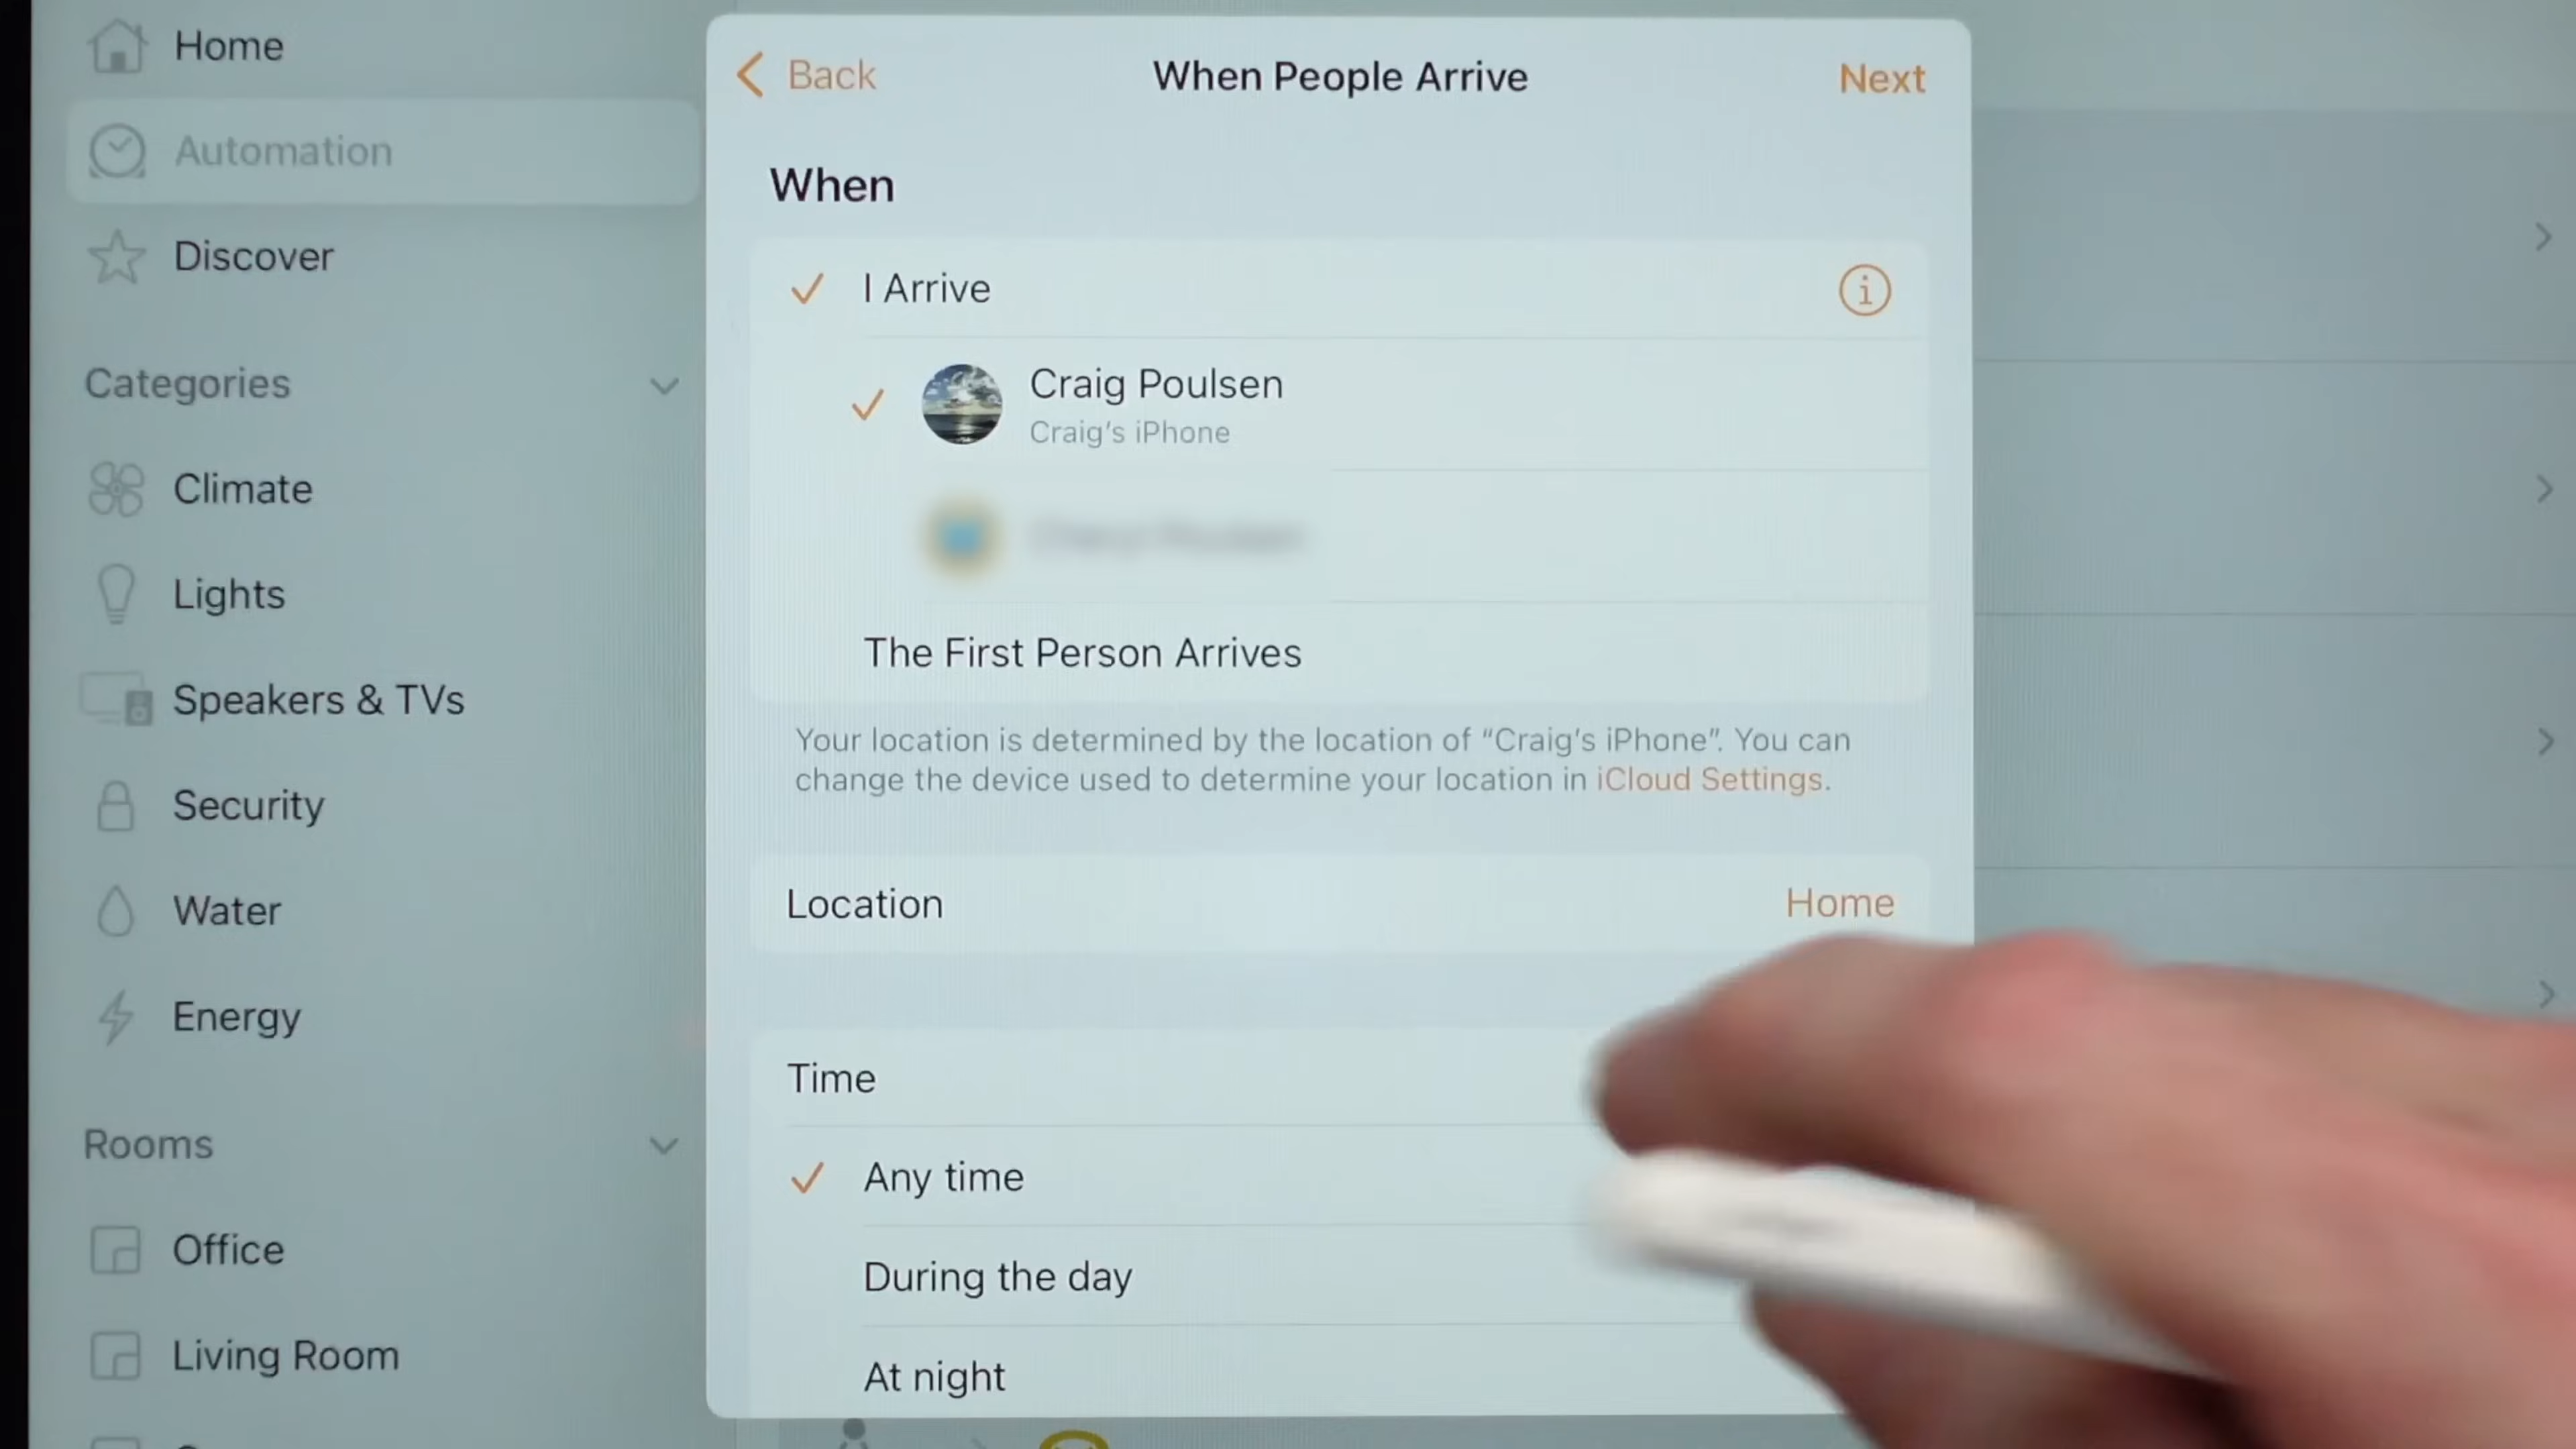 Home
Automation
Discover
Categories
Climate
Lights
Speakers & TVs
Security
Water
Energy
Rooms
Office
Living Room
Back
When People Arrive
Next
When
I Arrive
Craig Poulsen
Craig's iPhone
The First Person Arrives
Your location is determined by the location of “Craig's iPhone”. You can
change the device used to determine your location in iCloud Settings.
Location
Home
Time
Any time
During the day
At night